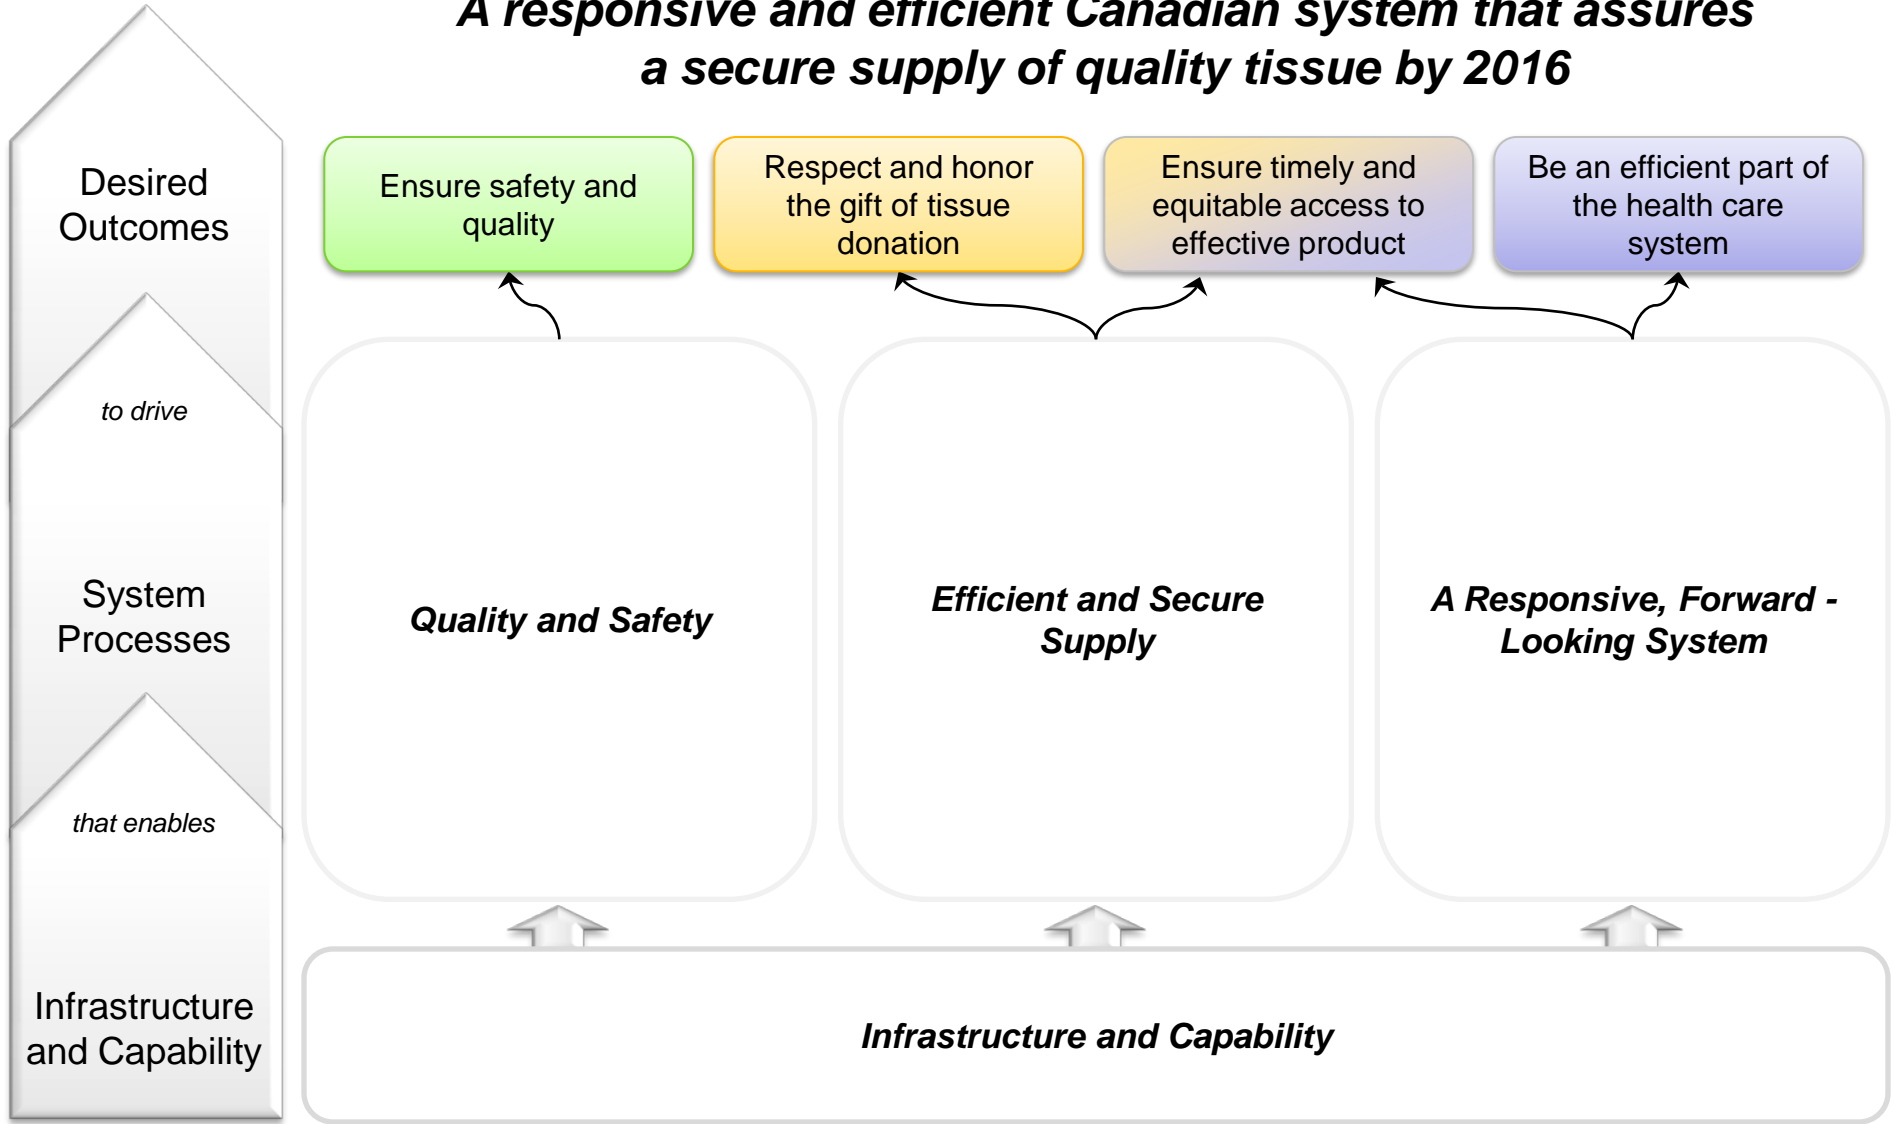 A responsive and efficient Canadian system that assures
a secure supply of quality tissue by 2016
Desired
Outcomes
Ensure safety and
quality
Respect and honor
the gift of tissue
donation
Ensure timely and
equitable access to
effective product
Be an efficient part of
the health care
system
to drive
System
Processes
Quality and Safety
Efficient and Secure
Supply
A Responsive, Forward -
Looking System
that enables
Infrastructure
and Capability
Infrastructure and Capability